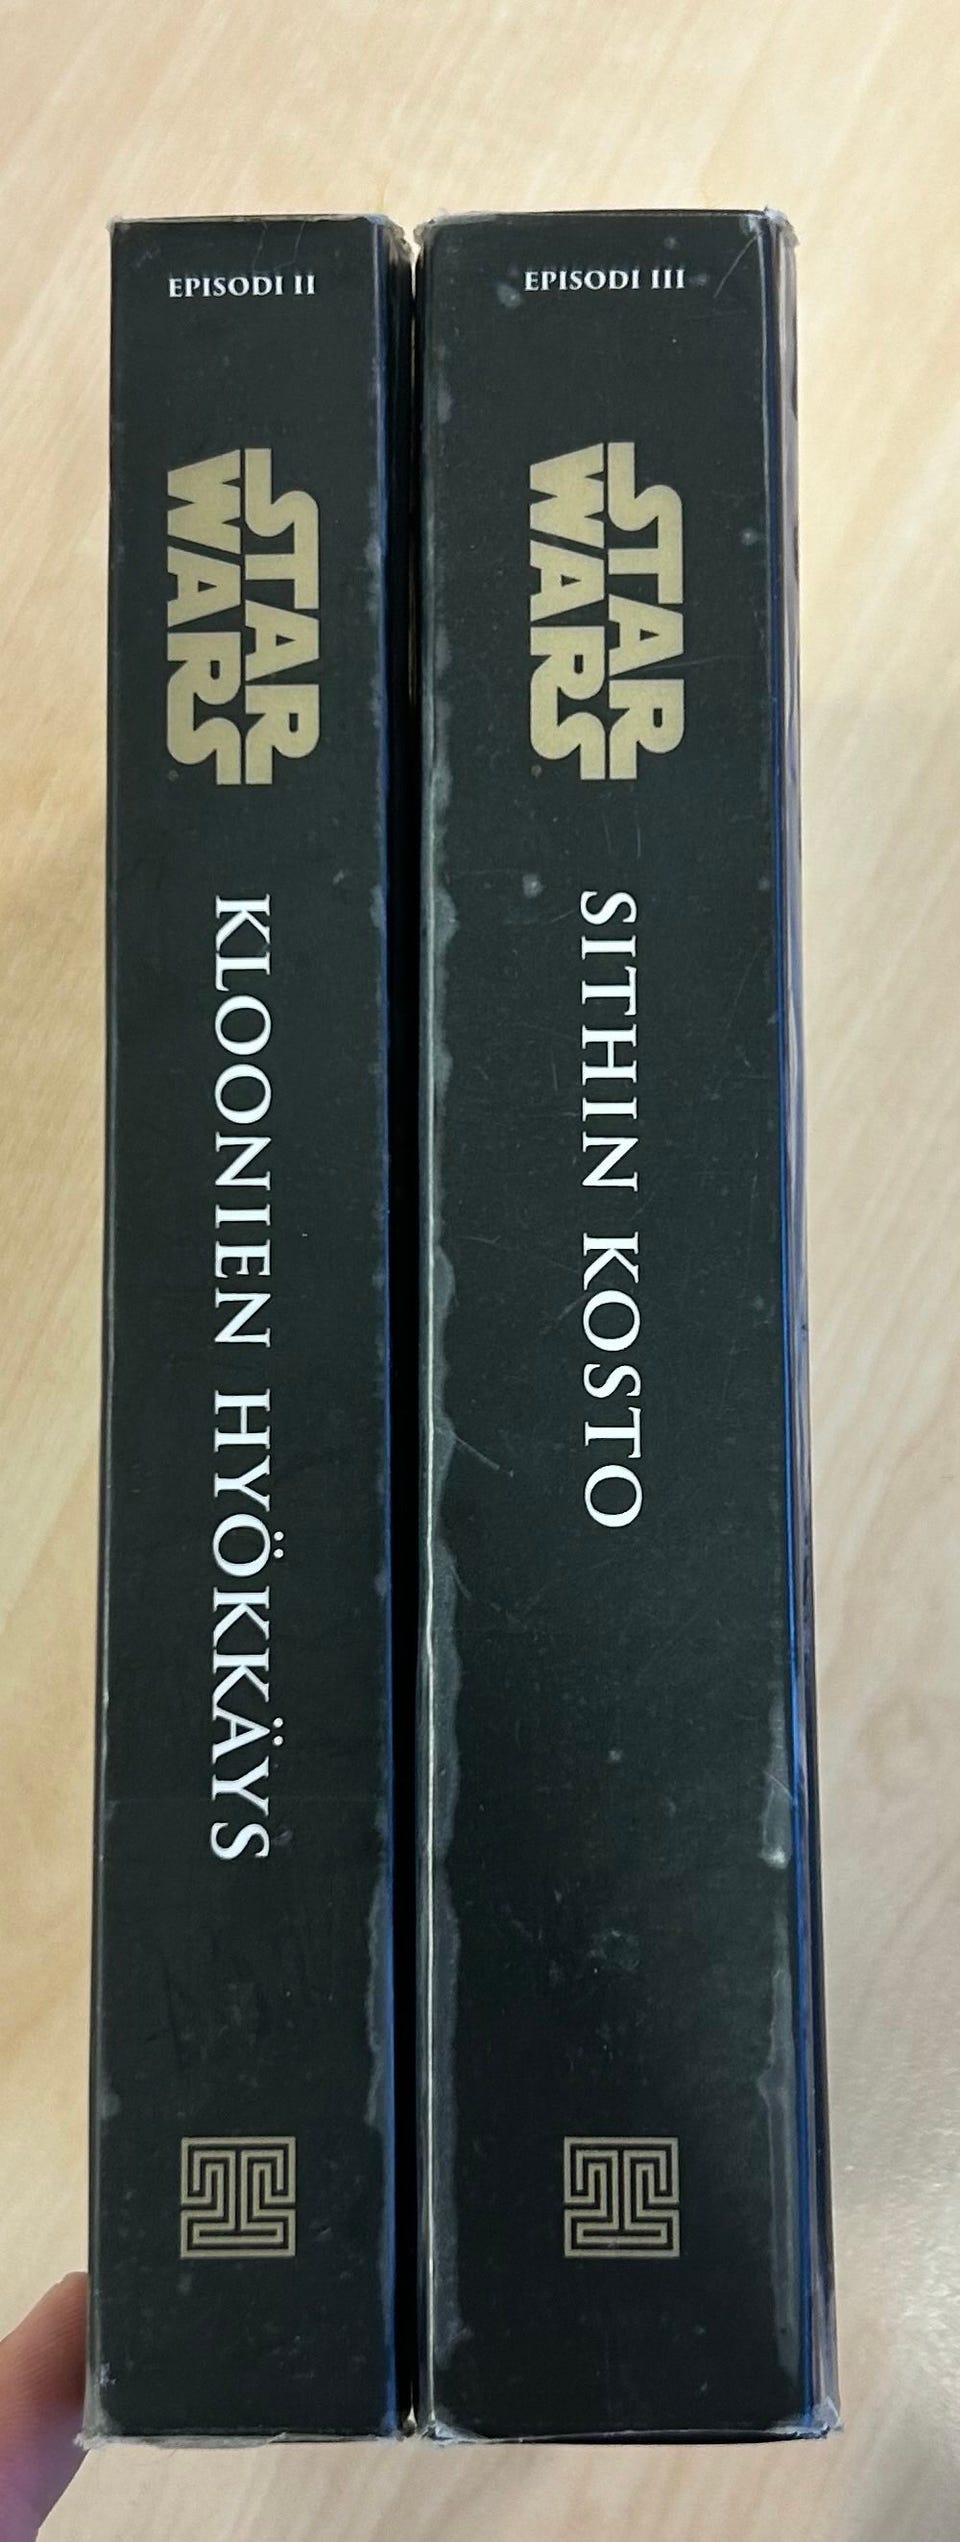 EPISODI II
STAR
WARS
KLOONIEN HYÖKKÄYS
EPISODI III
STAR
WARS
SITHIN KOSTO